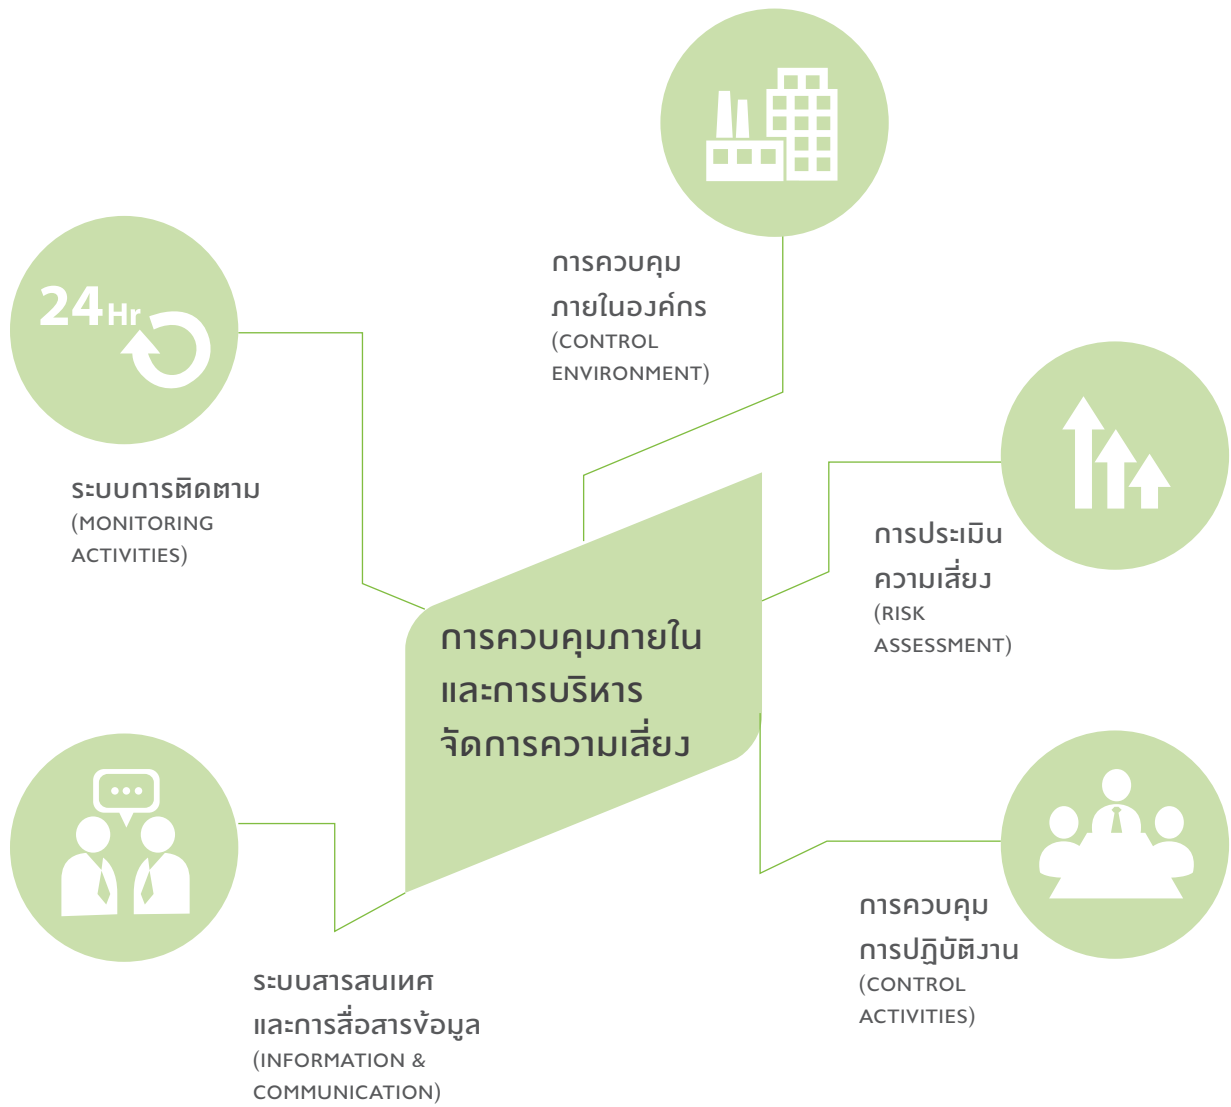 การควบคุม
ภายในองค์กร
(CONTROL
ENVIRONMENT)
24Hr
ระบบการติดตาม
(MONITORING
ACTIVITIES)
การประเมิน
ความเสี่ยง
(RISK
ASSESSMENT)
การควบคุมภายใน
และการบริหาร
จัดการความเสี่ยง
การควบคุม
การปฏิบัติงาน
(CONTROL
ACTIVITIES)
ระบบสารสนเทศ
และการสื่อสารข้อมูล
(INFORMATION &
COMMUNICATION)